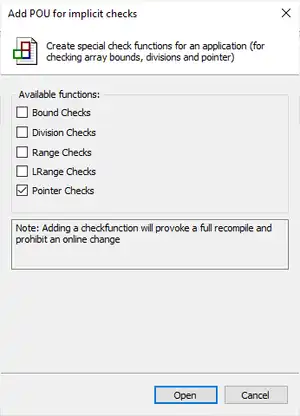 Add POU for implicit checks
Create special check functions for an application (for
checking array bounds, divisions and pointer)
Available functions:
Bound Checks
Division Checks
Range Checks
LRange Checks
Pointer Checks
Note: Adding a checkfunction will provoke a full recompile and
prohibit an online change
Open
Cancel